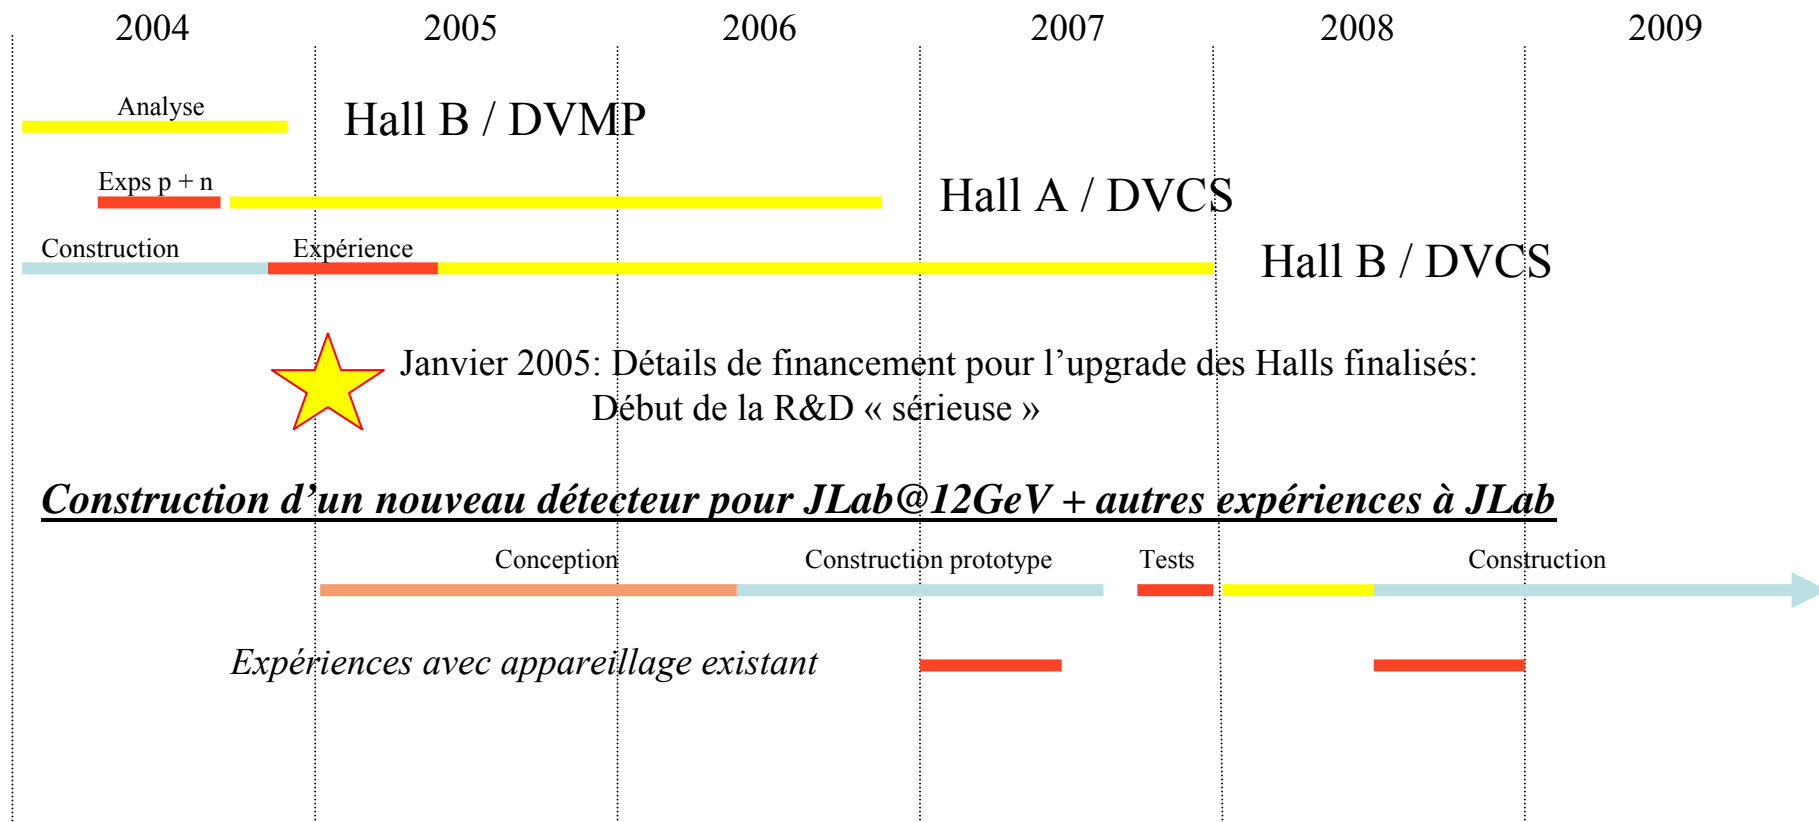 2004 2005 2006 2007 2008 2009
Analyse
Hall B / DVMP
Exps p + n
Hall A / DVCS
Construction Expérience
Hall B / DVCS
Janvier 2005: Détails de financement pour l’upgrade des Halls finalisés:
Début de la R&D « sérieuse »
Construction d’un nouveau détecteur pour JLab@12GeV + autres expériences à JLab
Conception Construction prototype Tests Construction
Expériences avec appareillage existant